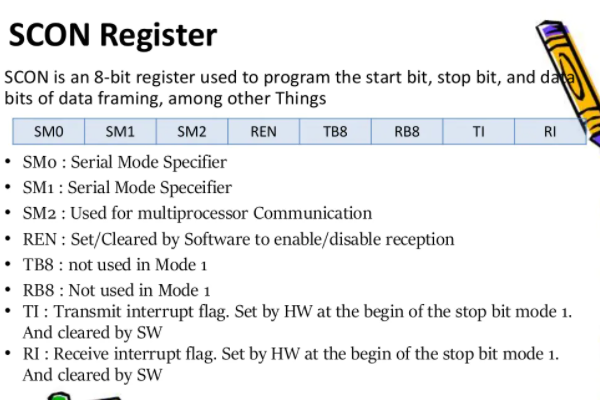 SCON Register
SCON is an 8-bit register used to program the start bit, stop bit, and data
bits of data framing, among other Things
SM0 SM1 SM2 REN TB8 RB8 TI RI
• SM0 : Serial Mode Specifier
• SM1 : Serial Mode Speceifier
• SM2 : Used for multiprocessor Communication
• REN : Set/Cleared by Software to enable/disable reception
• TB8 : not used in Mode 1
• RB8 : Not used in Mode 1
• TI : Transmit interrupt flag. Set by HW at the begin of the stop bit mode 1.
And cleared by SW
• RI : Receive interrupt flag. Set by HW at the begin of the stop bit mode 1.
And cleared by SW